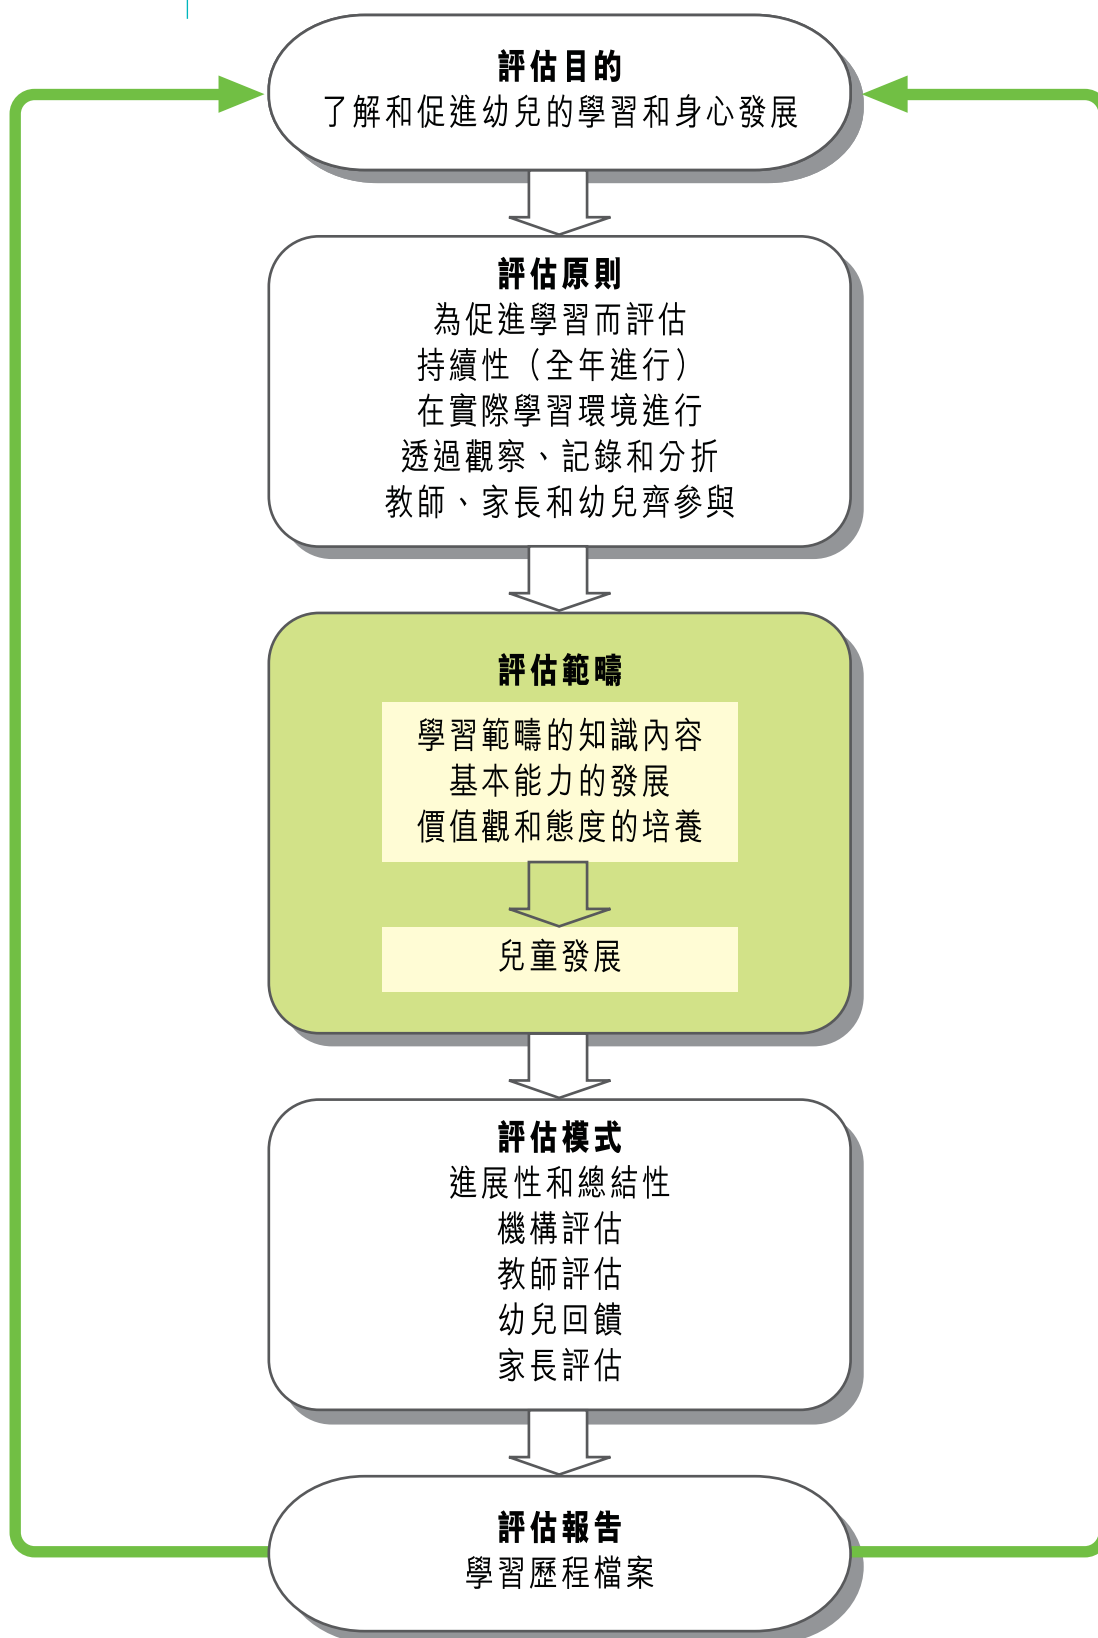 評估目的
了解和促進幼兒的學習和身心發展
評估原則
為促進學習而評估
持續性（全年進行）
在實際學習環境進行
透過觀察、記錄和分折
教師、家長和幼兒齊參與
評估範疇
學習範疇的知識內容
基本能力的發展
價值觀和態度的培養
兒童發展
評估模式
進展性和總結性
機構評估
教師評估
幼兒回饋
家長評估
評估報告
學習歷程檔案